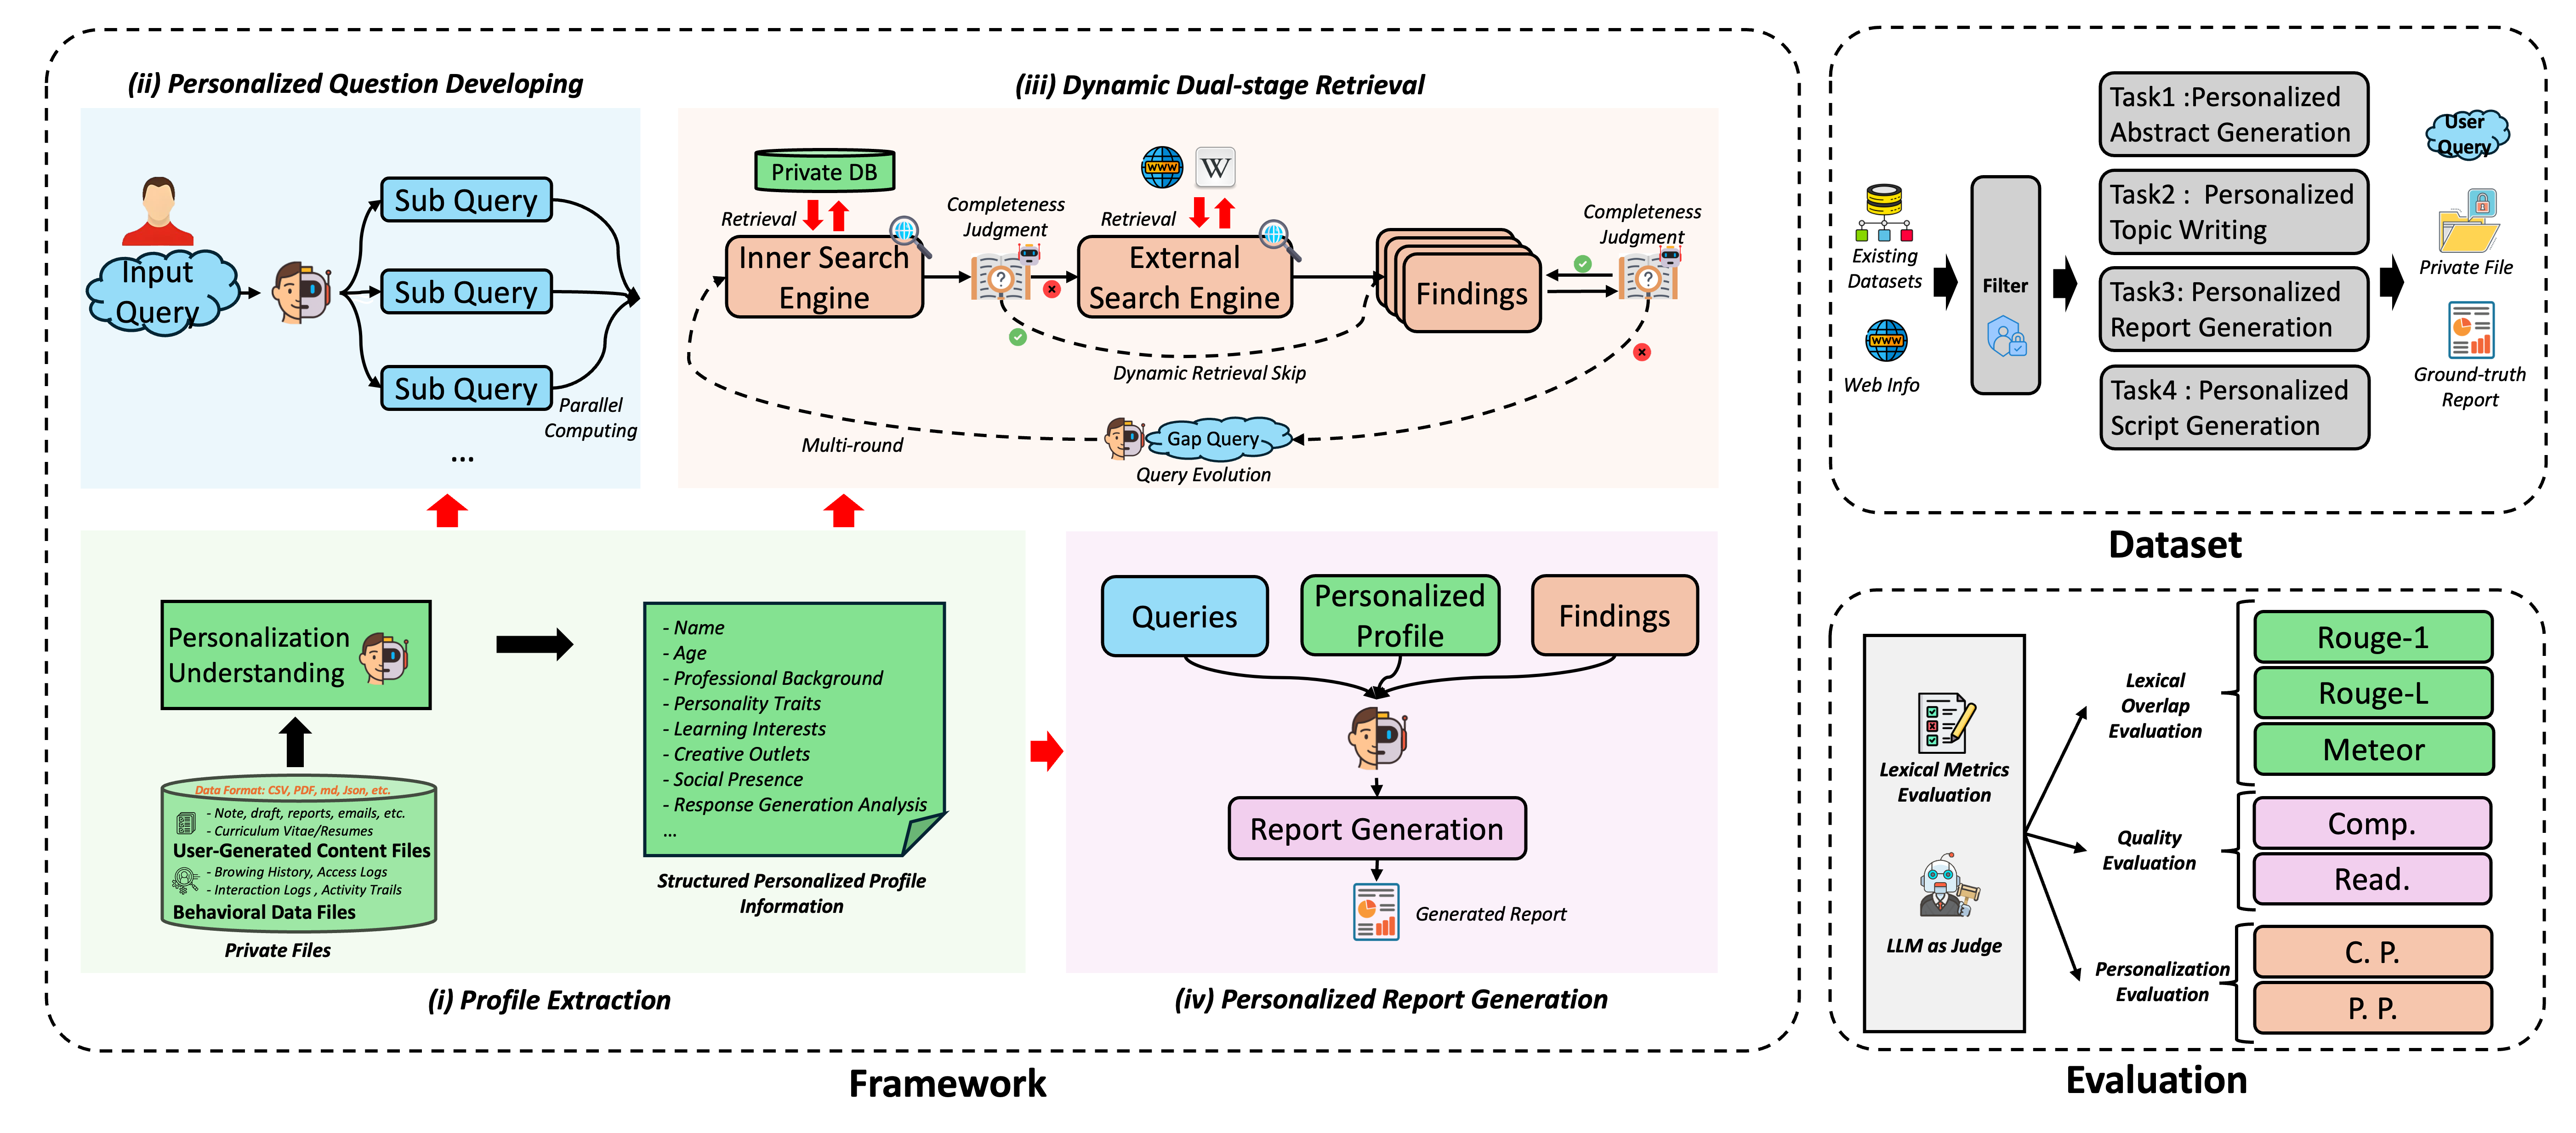 (ii) Personalized Question Developing
Input
Query
Sub Query
Sub Query
Sub Query
Parallel
Computing
...
(iii) Dynamic Dual-stage Retrieval
Private DB
Retrieval
Inner Search
Engine
Completeness
Judgment
?
WWW
W
Retrieval
External
Search Engine
Findings
Completeness
Judgment
?
Dynamic Retrieval Skip
Multi-round
Gap Query
Query Evolution
Personalization
Understanding
Data Format: CSV, PDF, md, Json, etc.
- Note, draft, reports, emails, etc.
- Curriculum Vitae/Resumes
User-Generated Content Files
- Browing History, Access Logs
- Interaction Logs , Activity Trails
Behavioral Data Files
Private Files
- Name
- Age
- Professional Background
- Personality Traits
- Learning Interests
- Creative Outlets
- Social Presence
- Response Generation Analysis
...
Structured Personalized Profile
Information
(i) Profile Extraction
Queries
Personalized
Profile
Findings
Report Generation
Generated Report
(iv) Personalized Report Generation
Framework
Existing
Datasets
WWW
Web Info
Filter
Task1 :Personalized
Abstract Generation
Task2 : Personalized
Topic Writing
Task3: Personalized
Report Generation
Task4 : Personalized
Script Generation
User
Query
Private File
Ground-truth
Report
Dataset
Lexical Metrics
Evaluation
LLM as Judge
Lexical
Overlap
Evaluation
Rouge-1
Rouge-L
Meteor
Quality
Evaluation
Comp.
Read.
Personalization
Evaluation
C. P.
P. P.
Evaluation